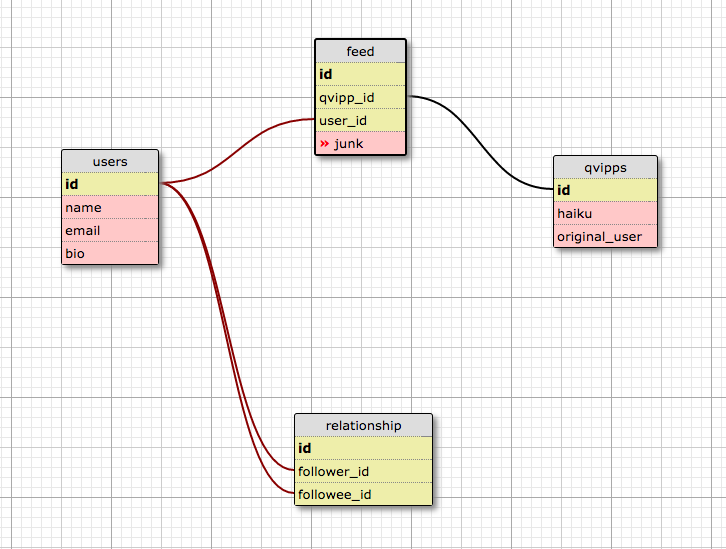 feed
id
qvipp_id
user_id
» junk
users
id
name
email
bio
qvipps
id
haiku
original_user
relationship
id
follower_id
followee_id